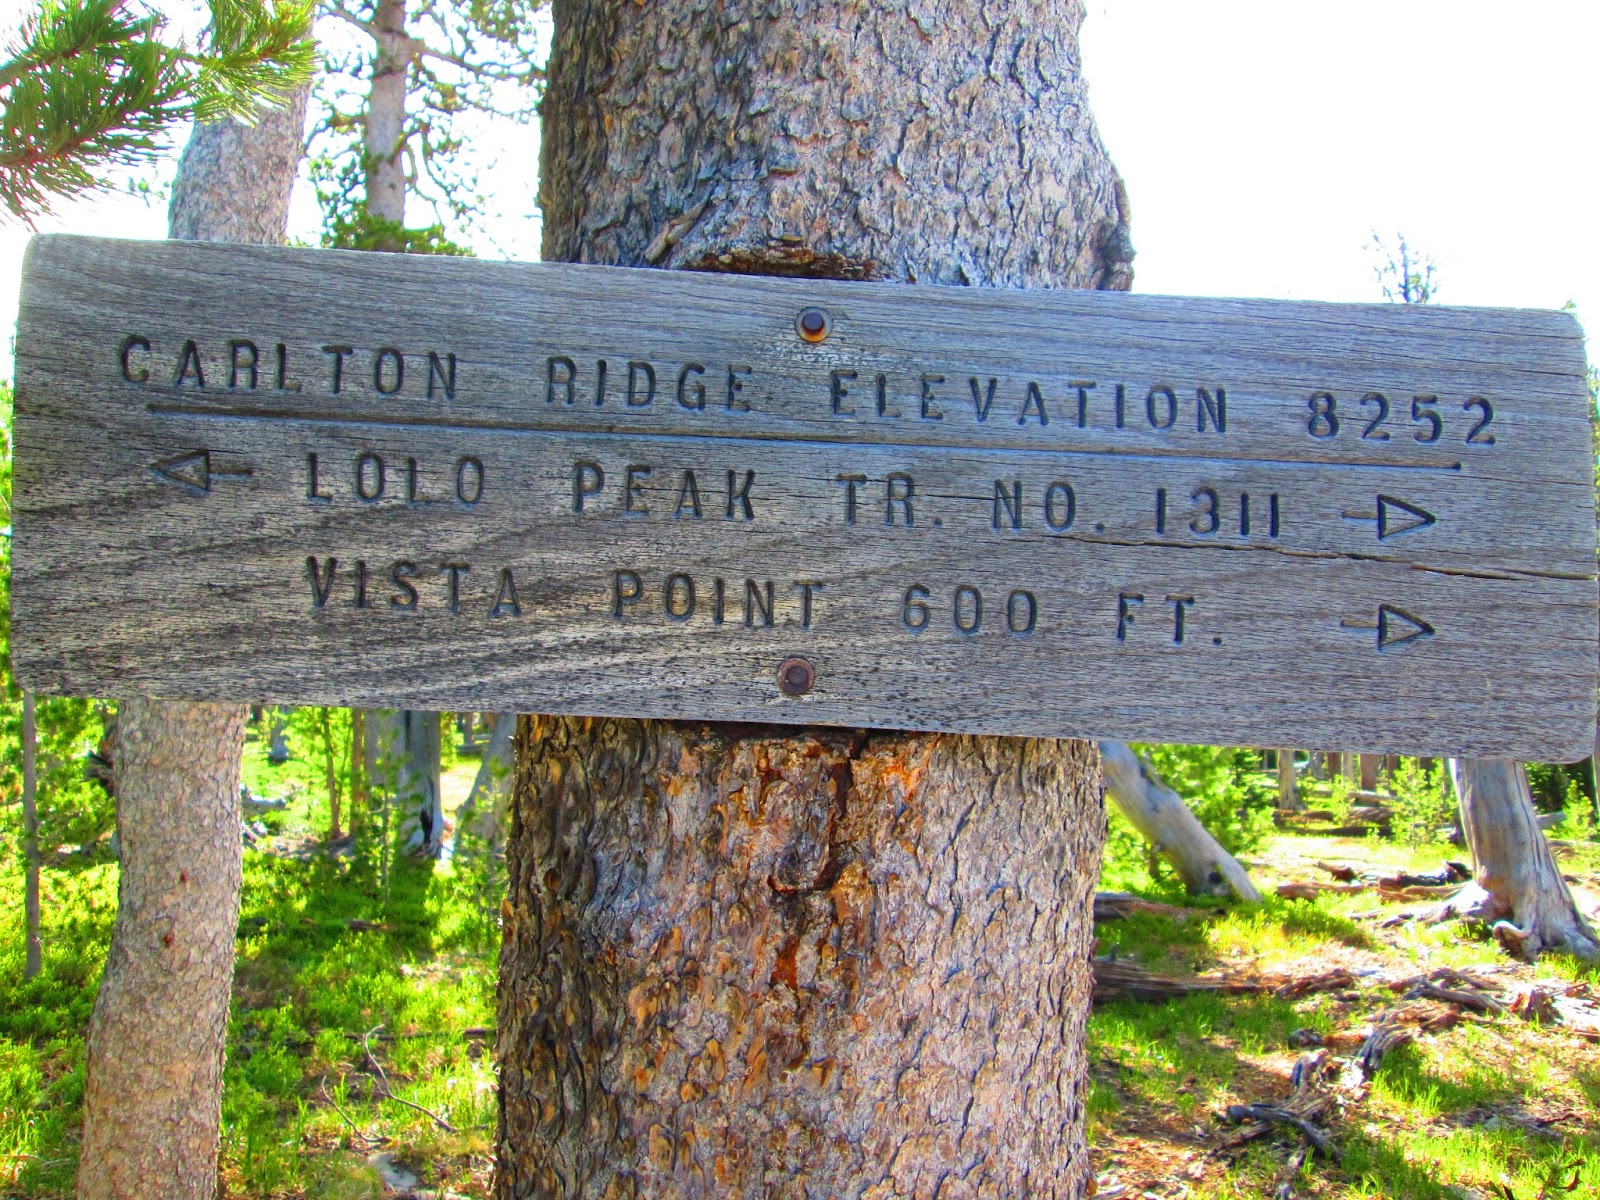 CARLTON RIDGE ELEVATION 8252
LOLO PEAK TR. NO. 1311
VISTA POINT 600 FT.